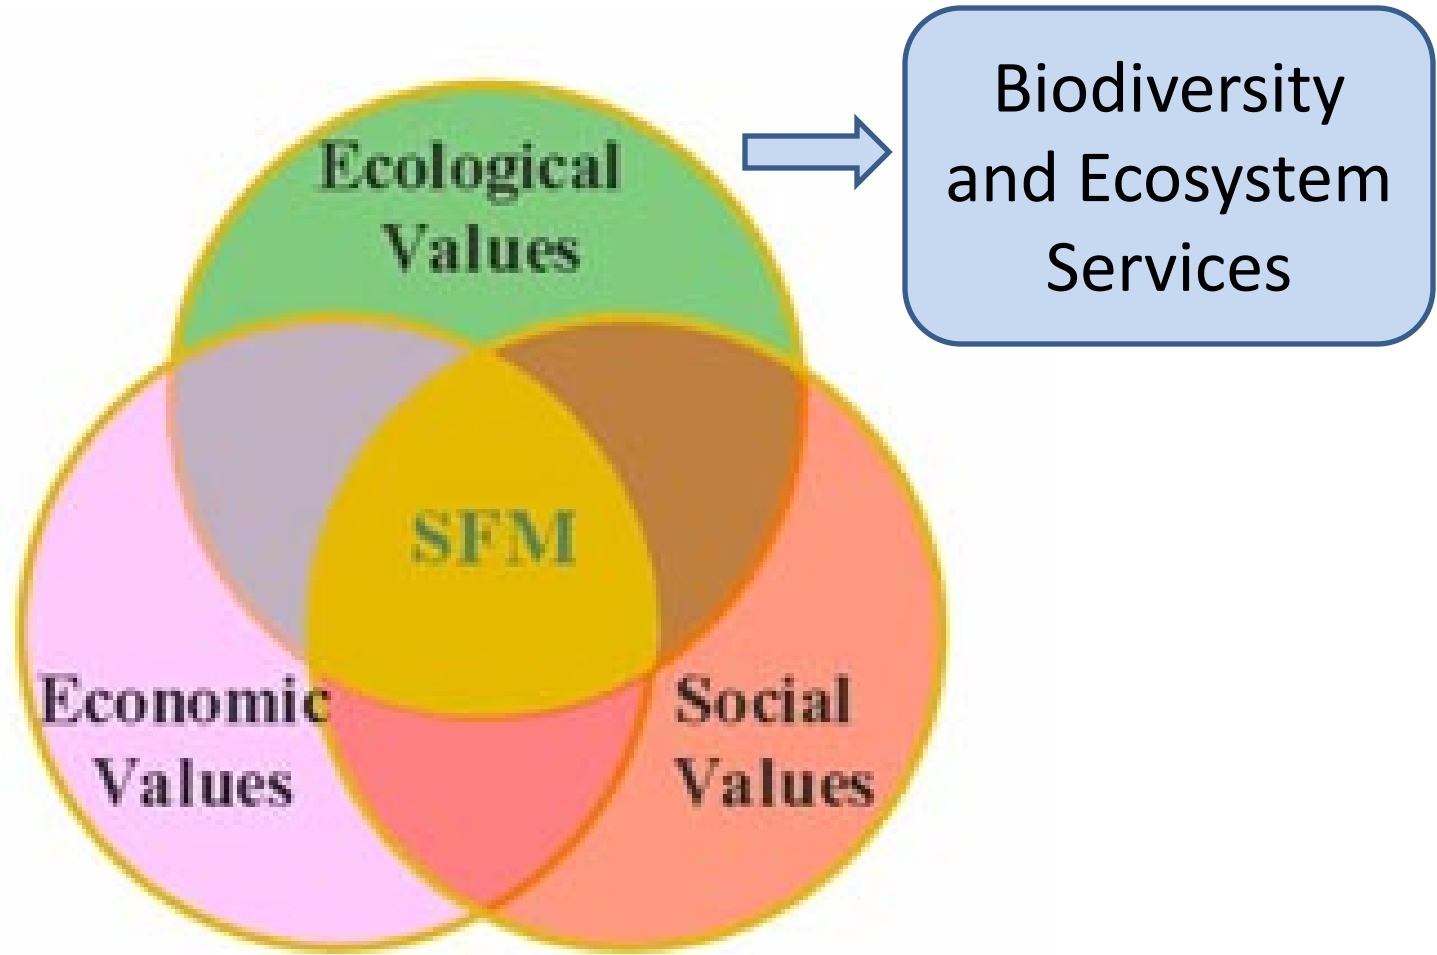 Biodiversity
and Ecosystem
Services
Ecological
Values
SFM
Economic
Values
Social
Values